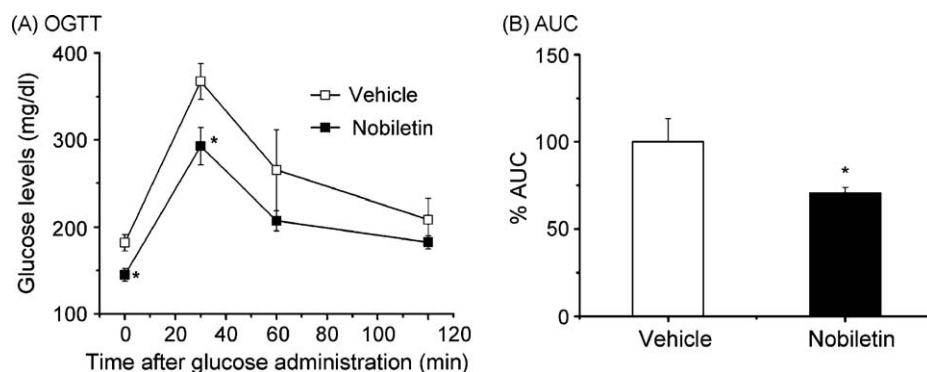 (A) OGTT
400
300
200
100
Glucose levels (mg/dl)
Vehicle
Nobiletin
*
*
0 20 40 60 80 100 120
Time after glucose administration (min)
(B) AUC
150
100
50
0
% AUC
*
Vehicle Nobiletin